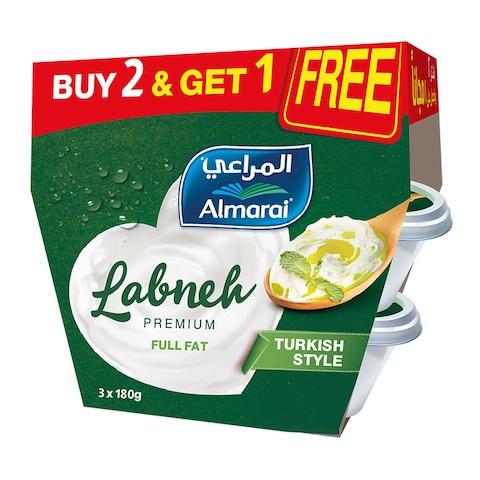 BUY 2 & GET 1 FREE
المراعي
Almarai
Labneh
PREMIUM
FULL FAT
TURKISH
STYLE
3 x 180g